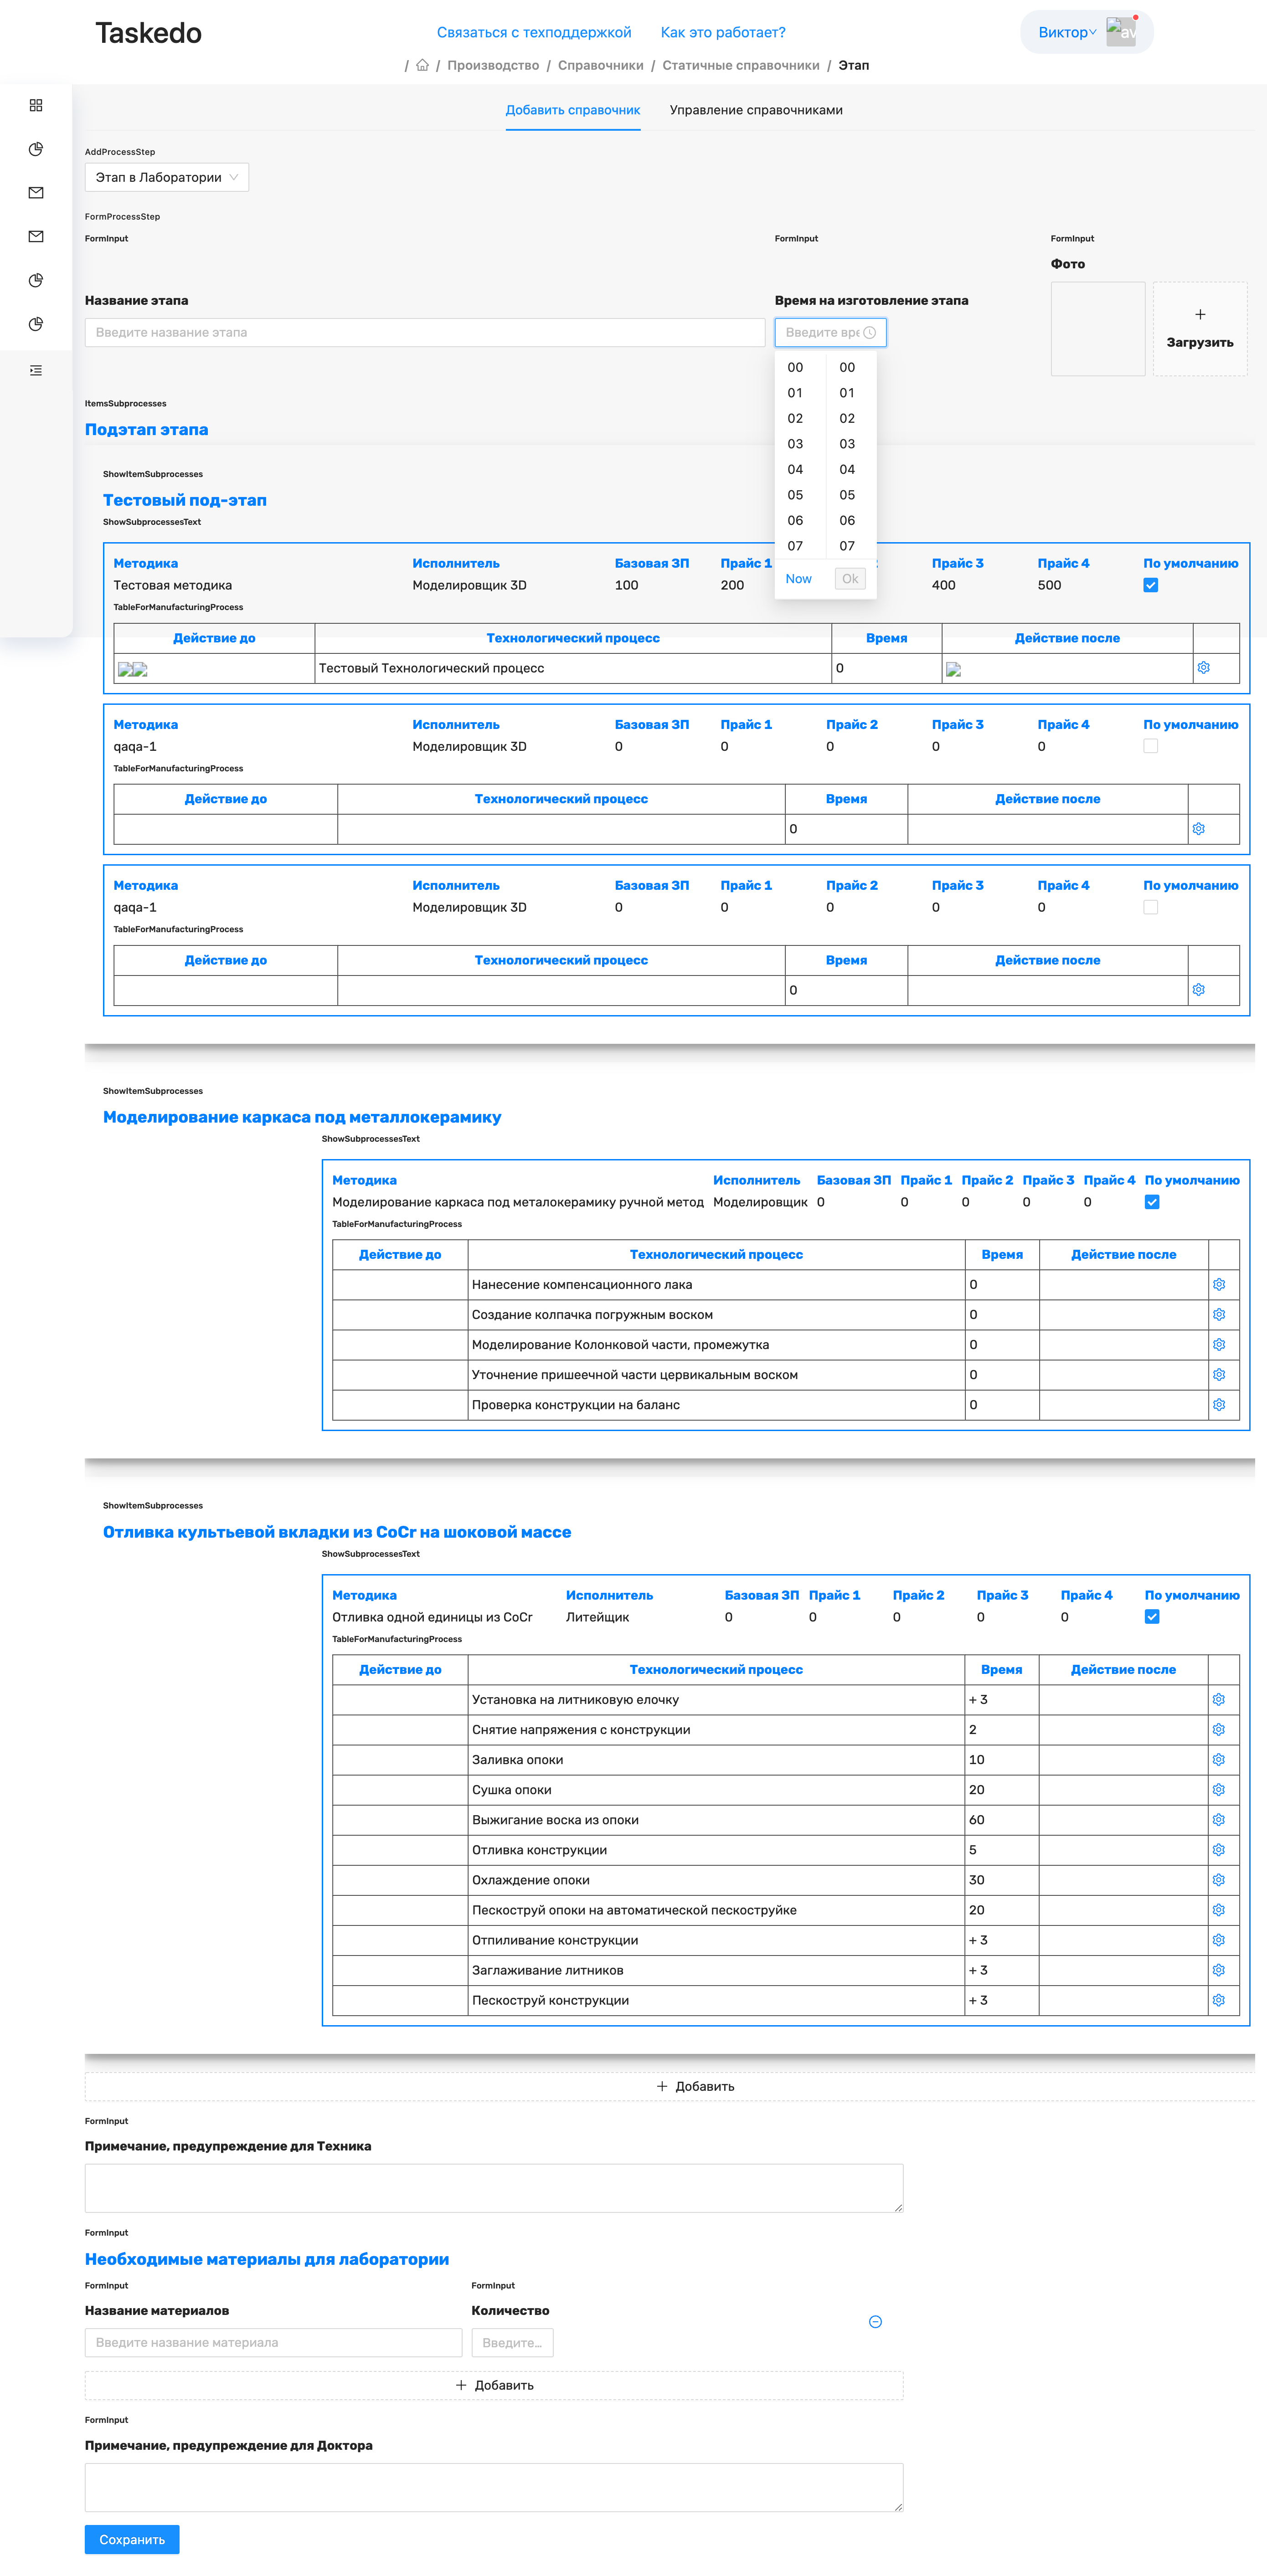 Taskedo
Связаться с техподдержкой Как это работает?
Виктор
/ / Производство / Справочники / Статичные справочники / Этап
Добавить справочник Управление справочниками
AddProcessStep
Этап в Лаборатории
FormProcessStep
FormInput FormInput FormInput
Фото
Название этапа Время на изготовление этапа
Введите название этапа Введите вре
Загрузить
00 00
01 01
02 02
03 03
04 04
05 05
06 06
07 07
Now Ok
ItemsSubprocesses
Подэтап этапа
ShowItemSubprocesses
Тестовый под-этап
ShowSubprocessesText
Методика Исполнитель Базовая ЗП Прайс 1 Прайс 3 Прайс 4 По умолчанию
Тестовая методика Моделировщик 3D 100 200 400 500
TableForManufacturingProcess
Действие до Технологический процесс Время Действие после
Тестовый Технологический процесс 0
Методика Исполнитель Базовая ЗП Прайс 1 Прайс 2 Прайс 3 Прайс 4 По умолчанию
qaqa-1 Моделировщик 3D 0 0 0 0 0
TableForManufacturingProcess
Действие до Технологический процесс Время Действие после
0
Методика Исполнитель Базовая ЗП Прайс 1 Прайс 2 Прайс 3 Прайс 4 По умолчанию
qaqa-1 Моделировщик 3D 0 0 0 0 0
TableForManufacturingProcess
Действие до Технологический процесс Время Действие после
0
ShowItemSubprocesses
Моделирование каркаса под металлокерамику
ShowSubprocessesText
Методика Исполнитель Базовая ЗП Прайс 1 Прайс 2 Прайс 3 Прайс 4 По умолчанию
Моделирование каркаса под металокерамику ручной метод Моделировщик 0 0 0 0 0
TableForManufacturingProcess
Действие до Технологический процесс Время Действие после
Нанесение компенсационного лака 0
Создание колпачка погружным воском 0
Моделирование Колонковой части, промежутка 0
Уточнение пришеечной части цервикальным воском 0
Проверка конструкции на баланс 0
ShowItemSubprocesses
Отливка культьевой вкладки из CoCr на шоковой массе
ShowSubprocessesText
Методика Исполнитель Базовая ЗП Прайс 1 Прайс 2 Прайс 3 Прайс 4 По умолчанию
Отливка одной единицы из CoCr Литейщик 0 0 0 0 0
TableForManufacturingProcess
Действие до Технологический процесс Время Действие после
Установка на литниковую елочку + 3
Снятие напряжения с конструкции 2
Заливка опоки 10
Сушка опоки 20
Выжигание воска из опоки 60
Отливка конструкции 5
Охлаждение опоки 30
Пескоструй опоки на автоматической пескоструйке 20
Отпиливание конструкции + 3
Заглаживание литников + 3
Пескоструй конструкции + 3
Добавить
FormInput
Примечание, предупреждение для Техника
FormInput
Необходимые материалы для лаборатории
FormInput FormInput
Название материалов Количество
Введите название материала Введите...
Добавить
FormInput
Примечание, предупреждение для Доктора
Сохранить